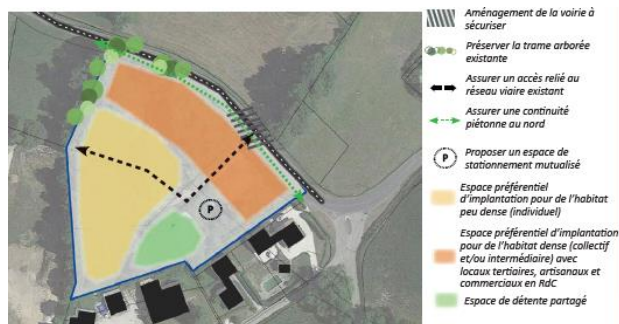 Aménagement de la voirie à
sécuriser
Préserver la trame arborée
existante
Assurer un accès relié au
réseau viaire existant
Assurer une continuité
piétonne au nord
P
Proposer un espace de
stationnement mutualisé
P
Espace préférentiel
d'implantation pour de l'habitat
peu dense (individuel)
Espace préférentiel d'implantation
pour de l'habitat dense (collectif
et/ou intermédiaire) avec
locaux tertiaires, artisanaux et
commerciaux en RdC
Espace de détente partagé